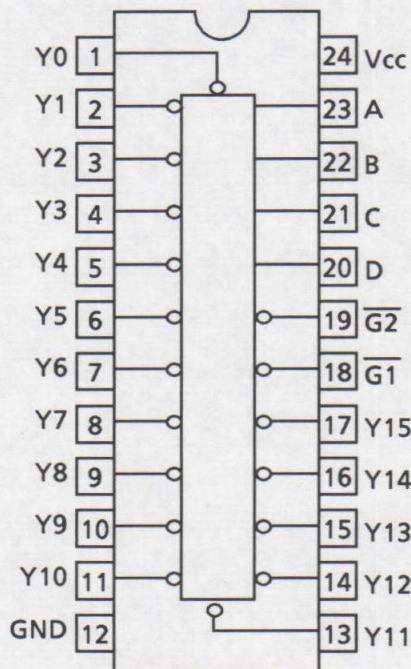 Y0 1 24 Vcc
Y1 2 23 A
Y2 3 22 B
Y3 4 21 C
Y4 5 20 D
Y5 6 19 G2
Y6 7 18 G1
Y7 8 17 Y15
Y8 9 16 Y14
Y9 10 15 Y13
Y10 11 14 Y12
GND 12 13 Y11